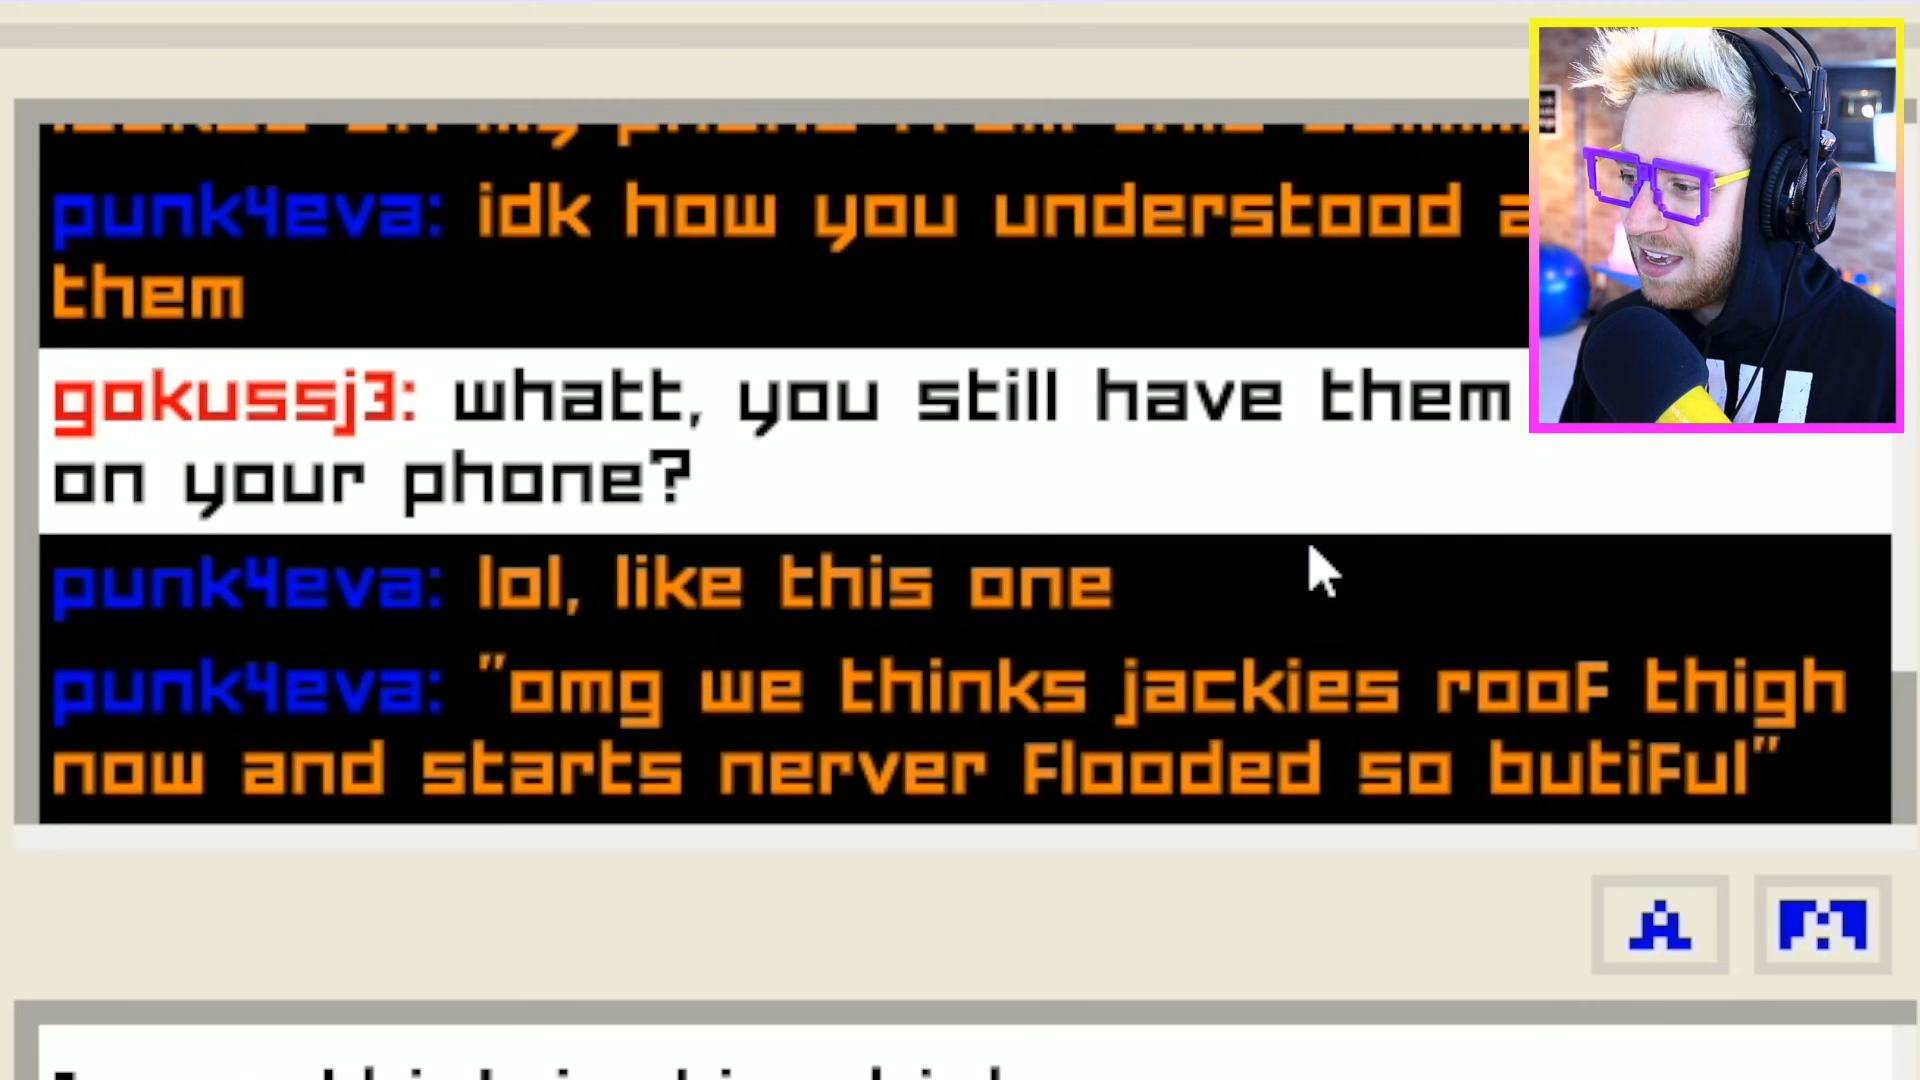 punk4eva: idk how you understood
them
gokussj3: whatt, you still have them
on your phone?
punk4eva: lol, like this one
punk4eva: "omg we thinks jackies roof thigh
now and starts nerver flooded so butiful"
A